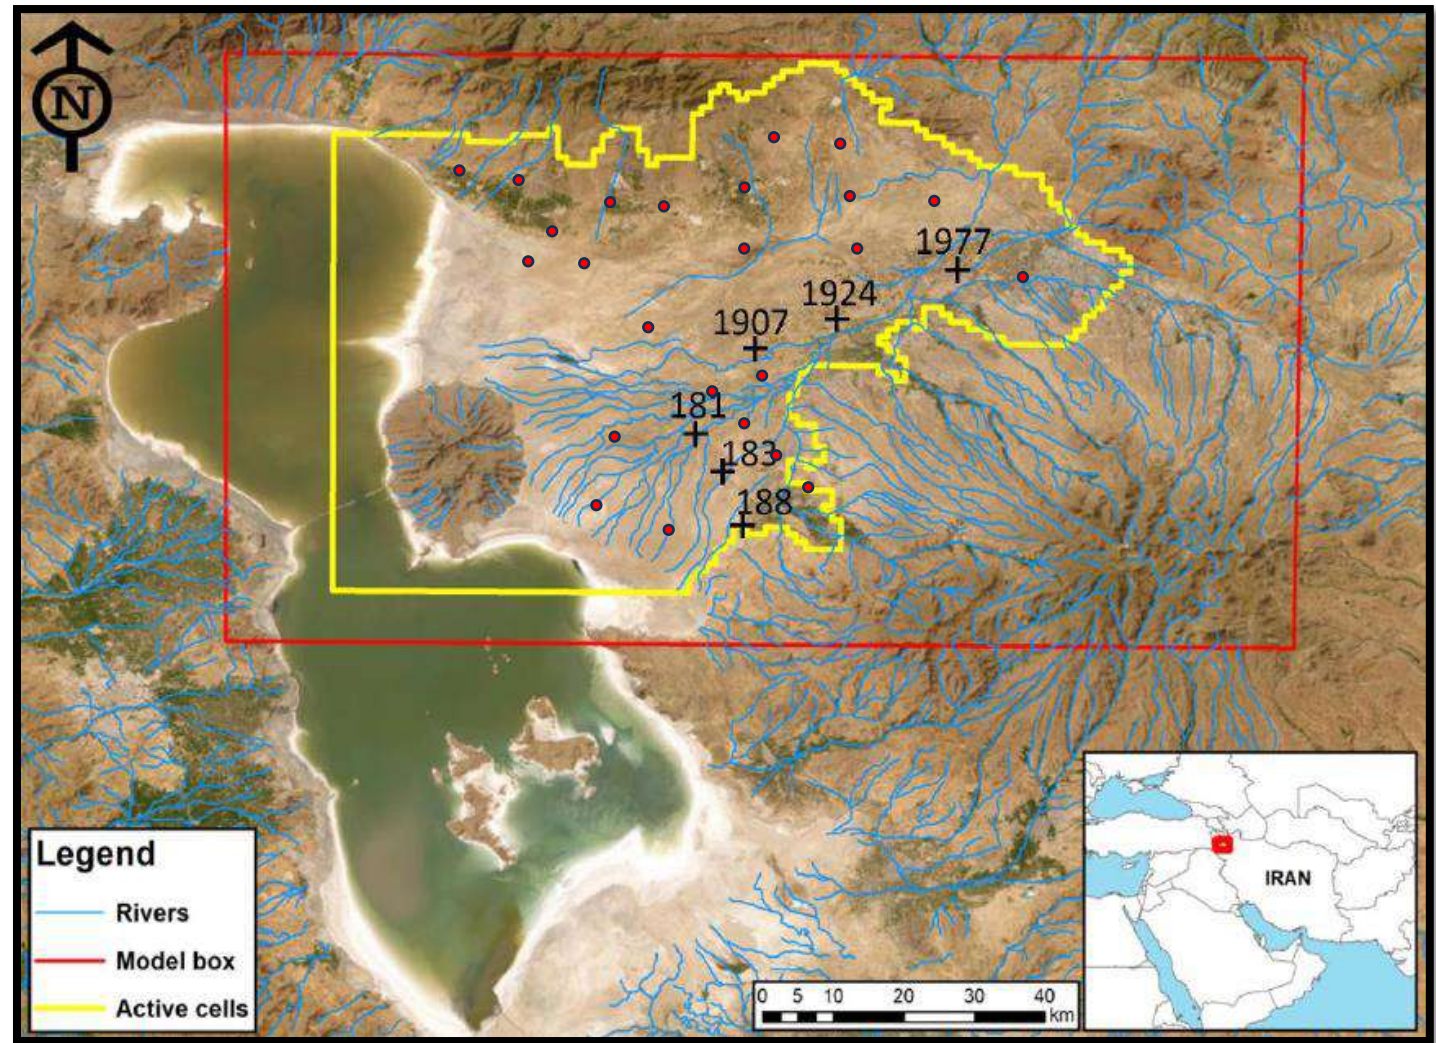 N
1977
1924
1907
181
183
188
Legend
Rivers
Model box
Active cells
0 5 10 20 30 40
km
IRAN